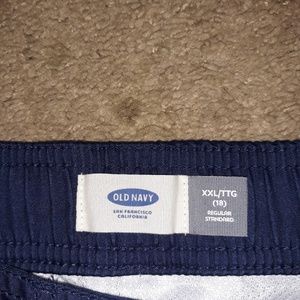 OLD NAVY
SAN FRANCISCO
CALIFORNIA
XXL/TTG
(18)
REGULAR
STANDARD